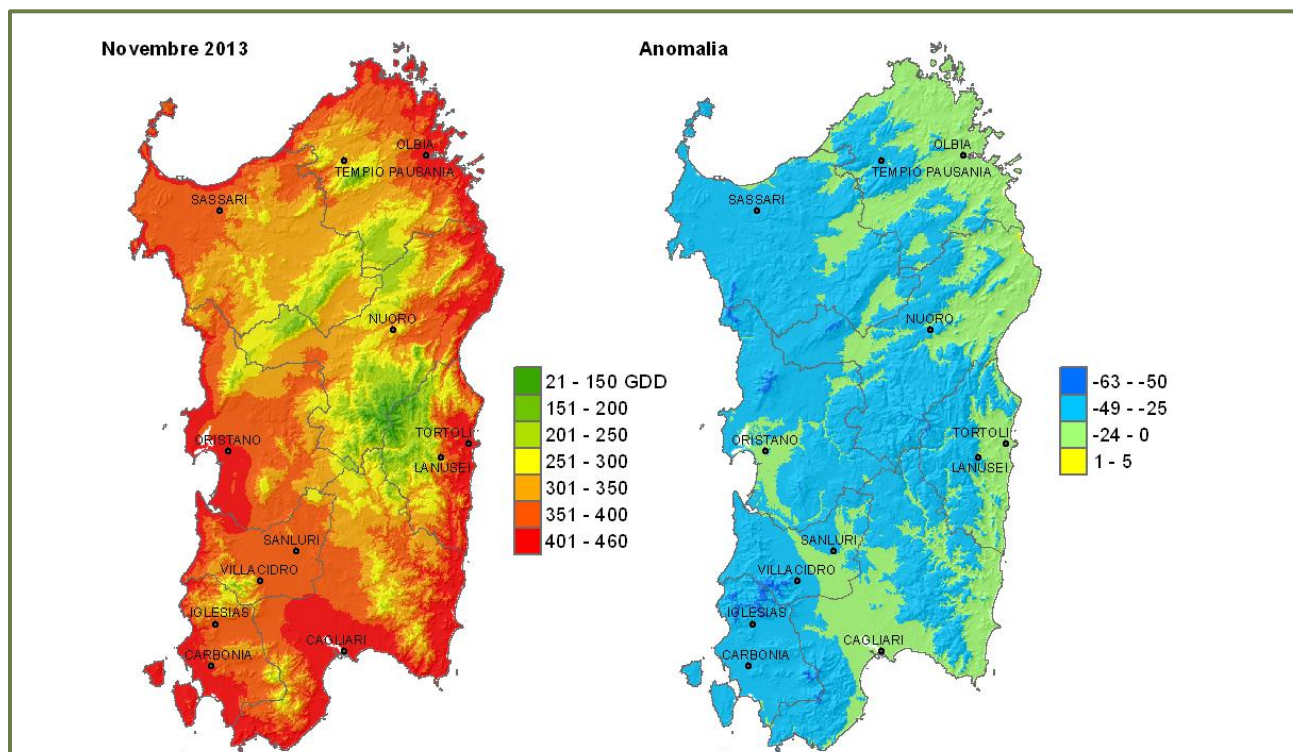 Novembre 2013
OLBIA
TEMPIO PAUSANIA
SASSARI
NUORO
ORISTANO
TORTOLI
LANUSEI
SANLURI
VILLACIDRO
IGLESIAS
CAGLIARI
CARBONIA
21 - 150 GDD
151 - 200
201 - 250
251 - 300
301 - 350
351 - 400
401 - 460
Anomalia
OLBIA
TEMPIO PAUSANIA
SASSARI
NUORO
ORISTANO
TORTOLI
LANUSEI
SANLURI
VILLACIDRO
IGLESIAS
CAGLIARI
CARBONIA
-63 - -50
-49 - -25
-24 - 0
1 - 5